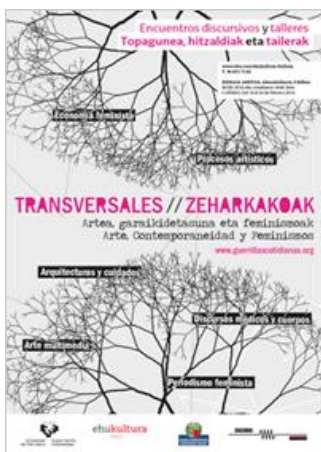 Encuentros discursivos y talleres
Topagunea, hitzaldiak eta tailerak
Economía feminista
Procesos artísticos
TRANSVERSALES // ZEHARKAKOAK
Artea, garaikidetasuna eta feminismoak
Arte, Contemporaneidad y Feminismos
www.guerrillascotidianas.org
Arquitecturas y cuidados
Discursos médicos y cuerpos
Arte multimedia
Periodismo feminista
ehukultura